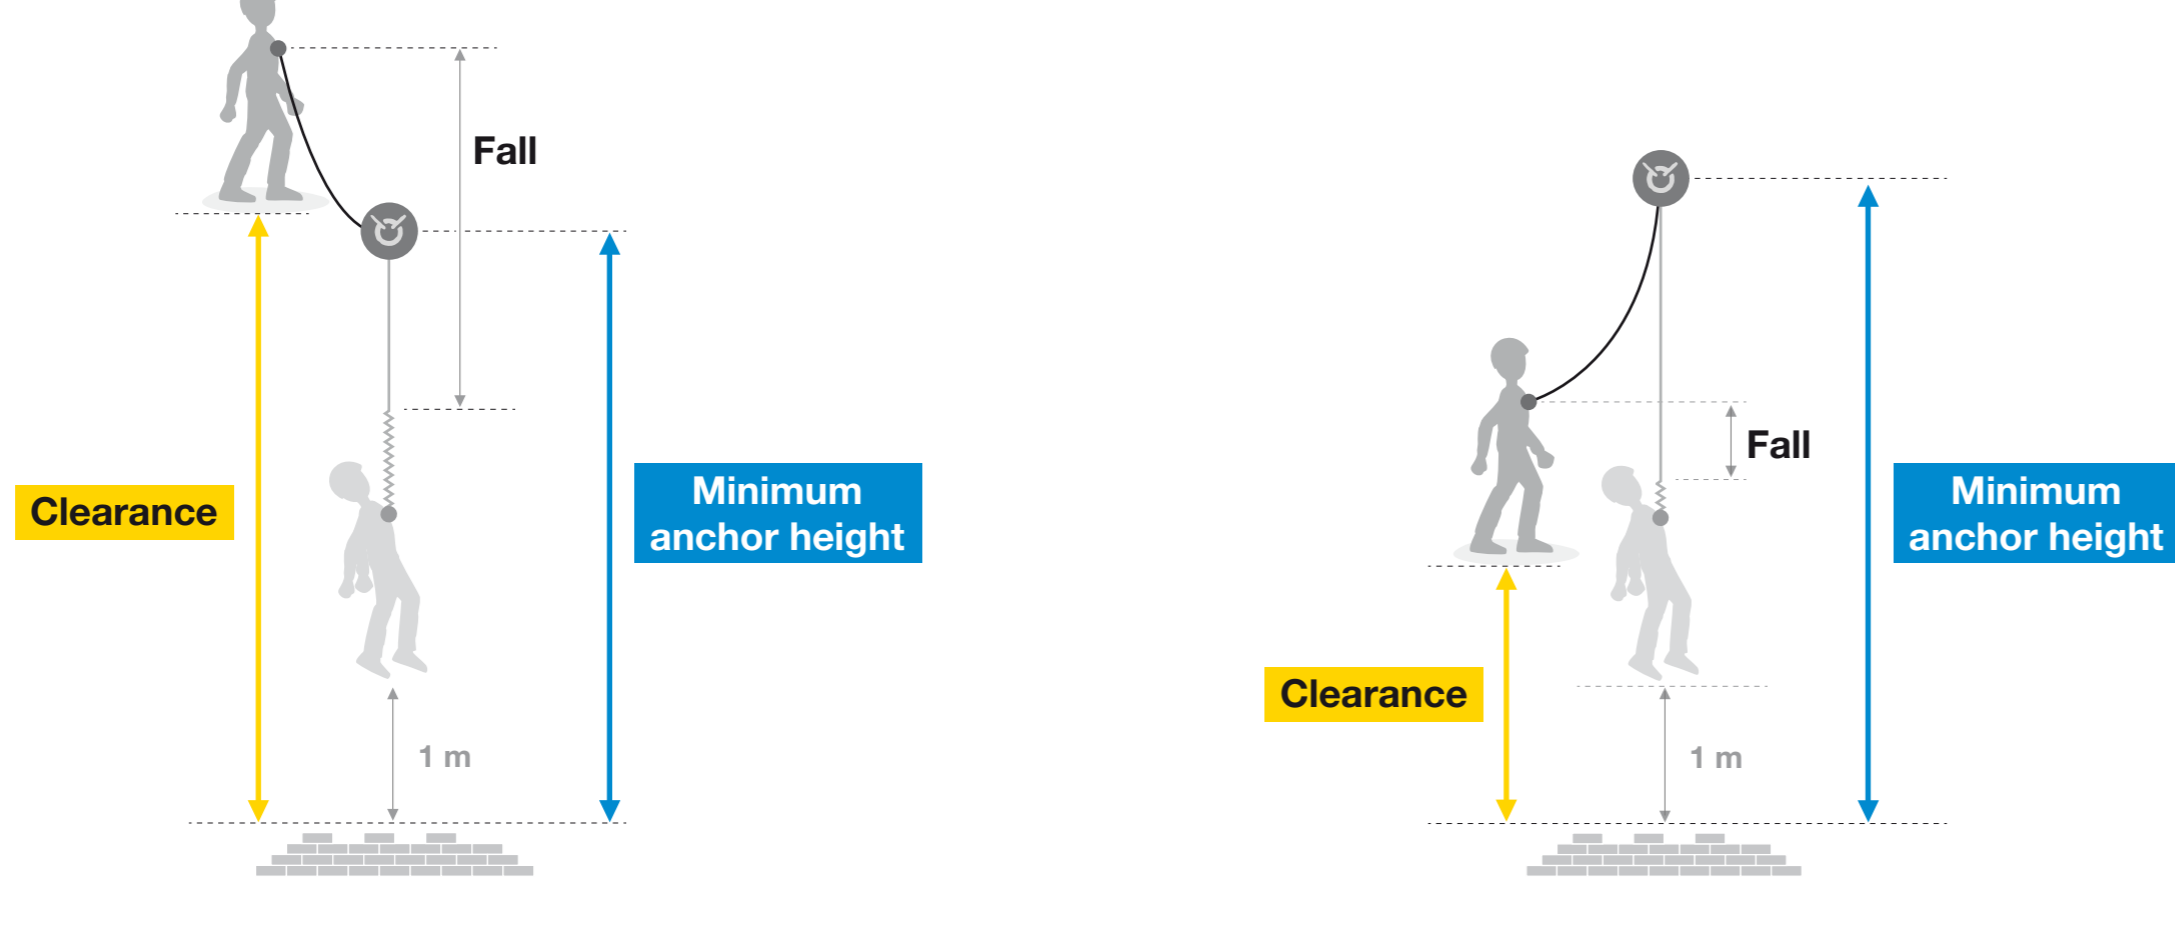 Fall
Clearance
Minimum
anchor height
1 m
Fall
Minimum
anchor height
Clearance
1 m